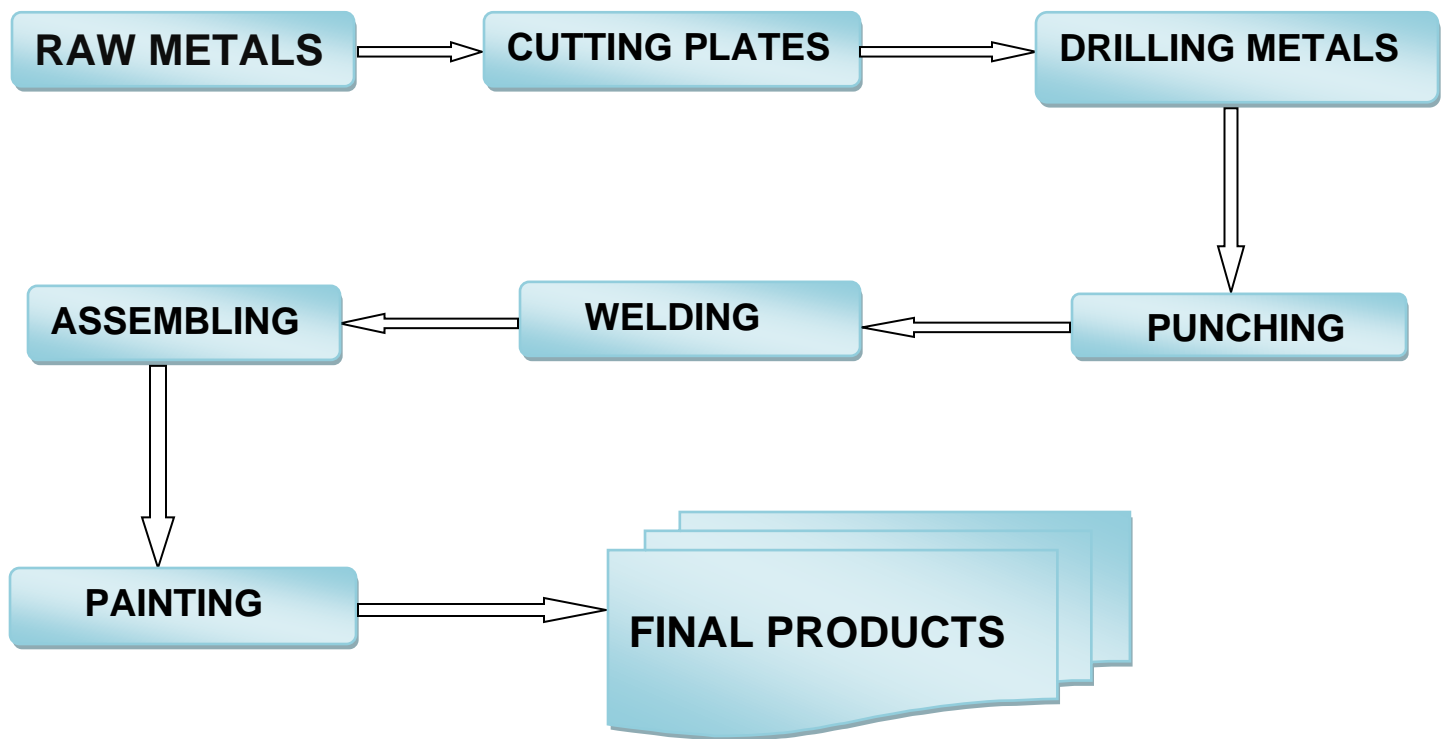 RAW METALS
CUTTING PLATES
DRILLING METALS
PUNCHING
WELDING
ASSEMBLING
PAINTING
FINAL PRODUCTS